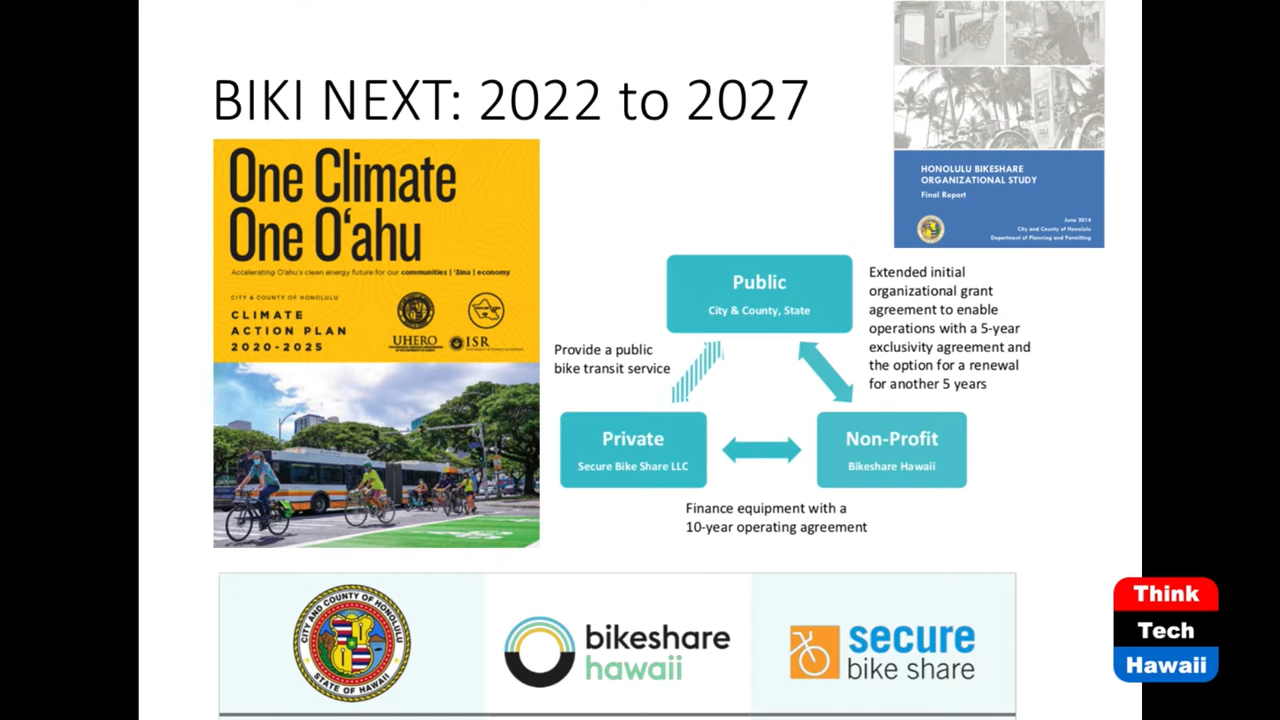 BIKI NEXT: 2022 to 2027
One Climate
One Oʻahu
Accelerating Oʻahu's clean energy future for our communities | ʻāina | economy
CITY & COUNTY OF HONOLULU
CLIMATE
ACTION PLAN
2020-2025
UHERO
ISR
HONOLULU BIKESHARE
ORGANIZATIONAL STUDY
Final Report
June 2014
City and County of Honolulu
Department of Planning and Permitting
Public
City & County, State
Extended initial
organizational grant
agreement to enable
operations with a 5-year
exclusivity agreement and
the option for a renewal
for another 5 years
Provide a public
bike transit service
Private
Secure Bike Share LLC
Non-Profit
Bikeshare Hawaii
Finance equipment with a
10-year operating agreement
CITY AND COUNTY OF HONOLULU
STATE OF HAWAII
bikeshare
hawaii
secure
bike share
Think
Tech
Hawaii